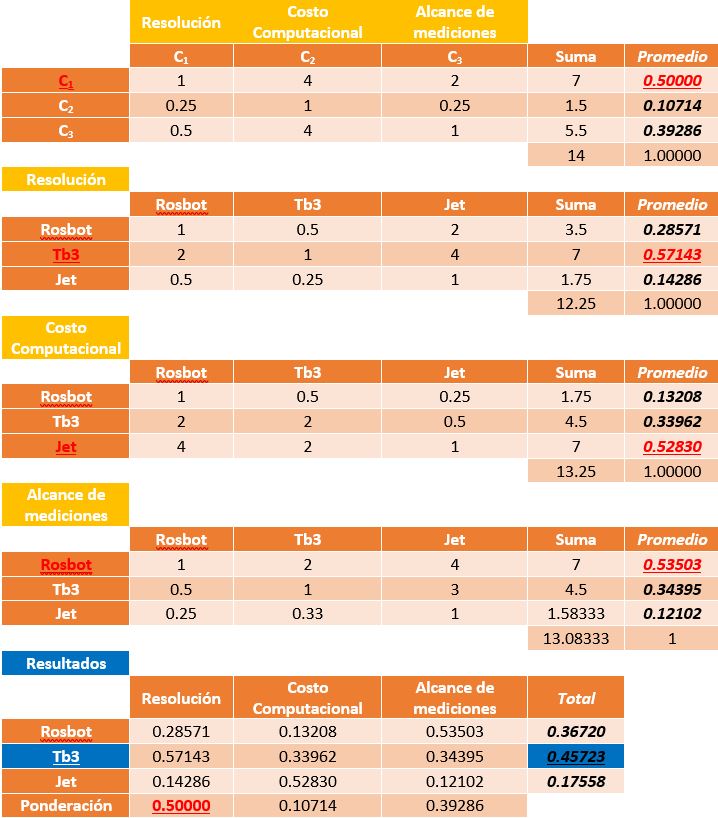 Resolución Costo Computacional Alcance de mediciones
C₁ C₂ C₃ Suma Promedio
C₁ 1 4 2 7 0.50000
C₂ 0.25 1 0.25 1.5 0.10714
C₃ 0.5 4 1 5.5 0.39286
14 1.00000
Resolución
Rosbot Tb3 Jet Suma Promedio
Rosbot 1 0.5 2 3.5 0.28571
Tb3 2 1 4 7 0.57143
Jet 0.5 0.25 1 1.75 0.14286
12.25 1.00000
Costo
Computacional
Rosbot Tb3 Jet Suma Promedio
Rosbot 1 0.5 0.25 1.75 0.13208
Tb3 2 2 0.5 4.5 0.33962
Jet 4 2 1 7 0.52830
13.25 1.00000
Alcance de
mediciones
Rosbot Tb3 Jet Suma Promedio
Rosbot 1 2 4 7 0.53503
Tb3 0.5 1 3 4.5 0.34395
Jet 0.25 0.33 1 1.58333 0.12102
13.08333 1
Resultados
Resolución Costo Computacional Alcance de mediciones Total
Rosbot 0.28571 0.13208 0.53503 0.36720
Tb3 0.57143 0.33962 0.34395 0.45723
Jet 0.14286 0.52830 0.12102 0.17558
Ponderación 0.50000 0.10714 0.39286